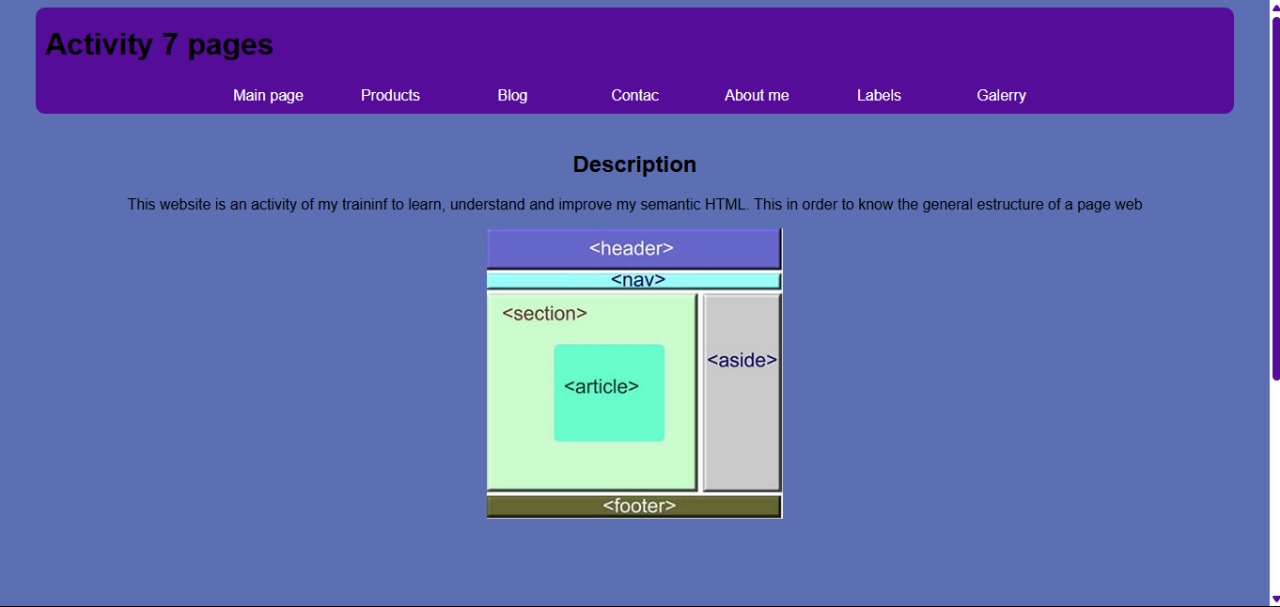 Activity 7 pages
Main page Products Blog Contac About me Labels Galerry
Description
This website is an activity of my traininf to learn, understand and improve my semantic HTML. This in order to know the general estructure of a page web
<header>
<nav>
<section>
<aside>
<article>
<footer>